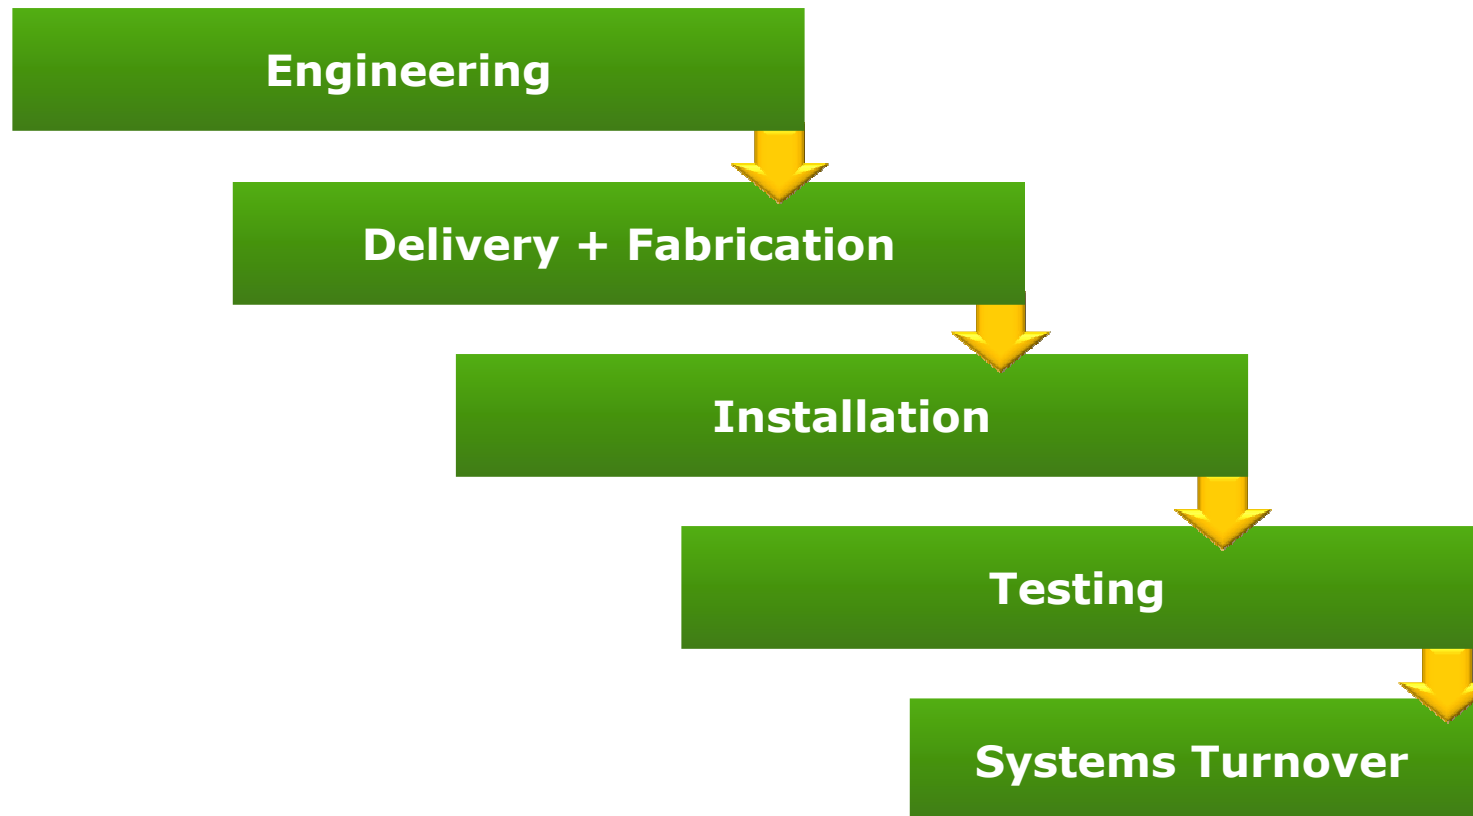 Engineering
Delivery + Fabrication
Installation
Testing
Systems Turnover